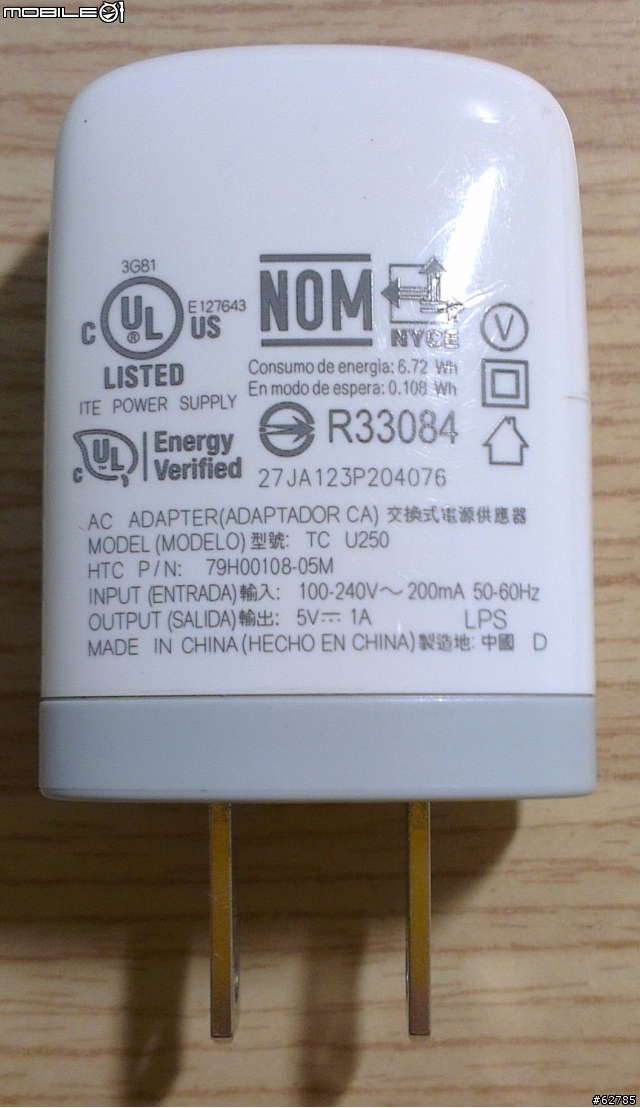 MOBILE01
3G81
E127643
C UL US
®
LISTED
ITE POWER SUPPLY
NOM
NYCE
Consumo de energia: 6.72 Wh
En modo de espera: 0.108 Wh
V
C UL Energy
TM Verified
R33084
27JA123P204076
AC ADAPTER(ADAPTADOR CA) 交換式電源供應器
MODEL (MODELO) 型號: TC U250
HTC P/N: 79H00108-05M
INPUT (ENTRADA) 輸入: 100-240V～ 200mA 50-60Hz
OUTPUT (SALIDA) 輸出: 5V⎓ 1A LPS
MADE IN CHINA (HECHO EN CHINA) 製造地: 中國 D
#62785